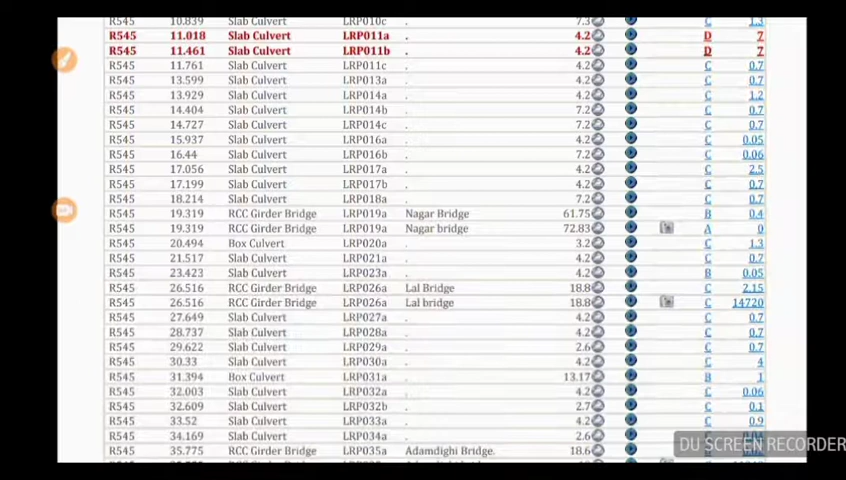 R545 10.839 Slab Culvert LRP010c . 7.3 C 1.3
R545 11.018 Slab Culvert LRP011a . 4.2 D 7
R545 11.461 Slab Culvert LRP011b . 4.2 D 7
R545 11.761 Slab Culvert LRP011c . 4.2 C 0.7
R545 13.599 Slab Culvert LRP013a . 4.2 C 0.7
R545 13.929 Slab Culvert LRP014a . 4.2 C 1.2
R545 14.404 Slab Culvert LRP014b . 7.2 C 0.7
R545 14.727 Slab Culvert LRP014c . 7.2 C 0.7
R545 15.937 Slab Culvert LRP016a . 4.2 C 0.05
R545 16.44 Slab Culvert LRP016b . 7.2 C 0.06
R545 17.056 Slab Culvert LRP017a . 4.2 C 2.5
R545 17.199 Slab Culvert LRP017b . 4.2 C 0.7
R545 18.214 Slab Culvert LRP018a . 7.2 C 0.7
R545 19.319 RCC Girder Bridge LRP019a Nagar Bridge 61.75 B 0.4
R545 19.319 RCC Girder Bridge LRP019a Nagar bridge 72.83 A 0
R545 20.494 Box Culvert LRP020a . 3.2 C 1.3
R545 21.517 Slab Culvert LRP021a . 4.2 C 0.7
R545 23.423 Slab Culvert LRP023a . 4.2 B 0.05
R545 26.516 RCC Girder Bridge LRP026a Lal Bridge 18.8 C 2.15
R545 26.516 RCC Girder Bridge LRP026a Lal bridge 18.8 C 14720
R545 27.649 Slab Culvert LRP027a . 4.2 C 0.7
R545 28.737 Slab Culvert LRP028a . 4.2 C 0.7
R545 29.622 Slab Culvert LRP029a . 2.6 C 0.7
R545 30.33 Slab Culvert LRP030a . 4.2 C 4
R545 31.394 Box Culvert LRP031a . 13.17 B 1
R545 32.003 Slab Culvert LRP032a . 4.2 C 0.06
R545 32.609 Slab Culvert LRP032b . 2.7 C 0.1
R545 33.52 Slab Culvert LRP033a . 4.2 C 0.9
R545 34.169 Slab Culvert LRP034a . 2.6
R545 35.775 RCC Girder Bridge LRP035a Adamdighi Bridge. 18.6
DU SCREEN RECORDER